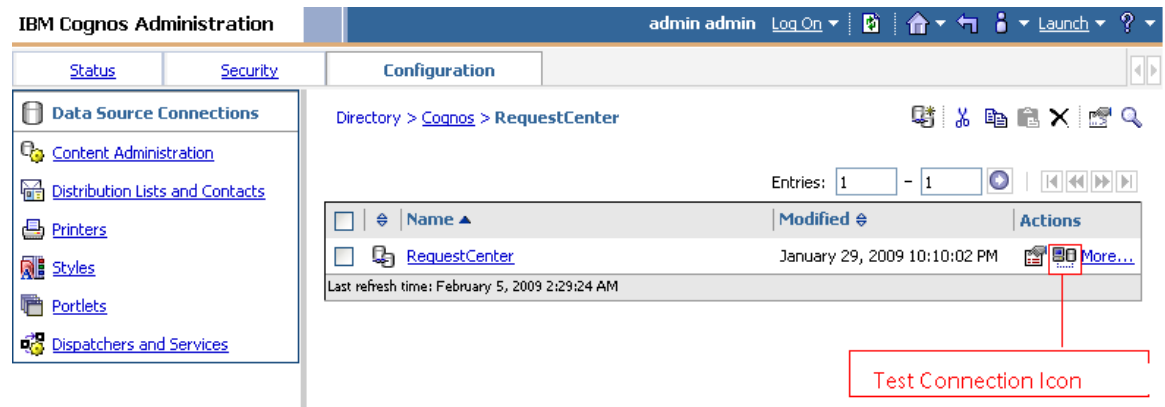 IBM Cognos Administration
admin admin Log On Launch ?
Status Security Configuration
Data Source Connections
Content Administration
Distribution Lists and Contacts
Printers
Styles
Portlets
Dispatchers and Services
Directory > Cognos > RequestCenter
Entries: 1 - 1
Name Modified Actions
RequestCenter January 29, 2009 10:10:02 PM More...
Last refresh time: February 5, 2009 2:29:24 AM
Test Connection Icon